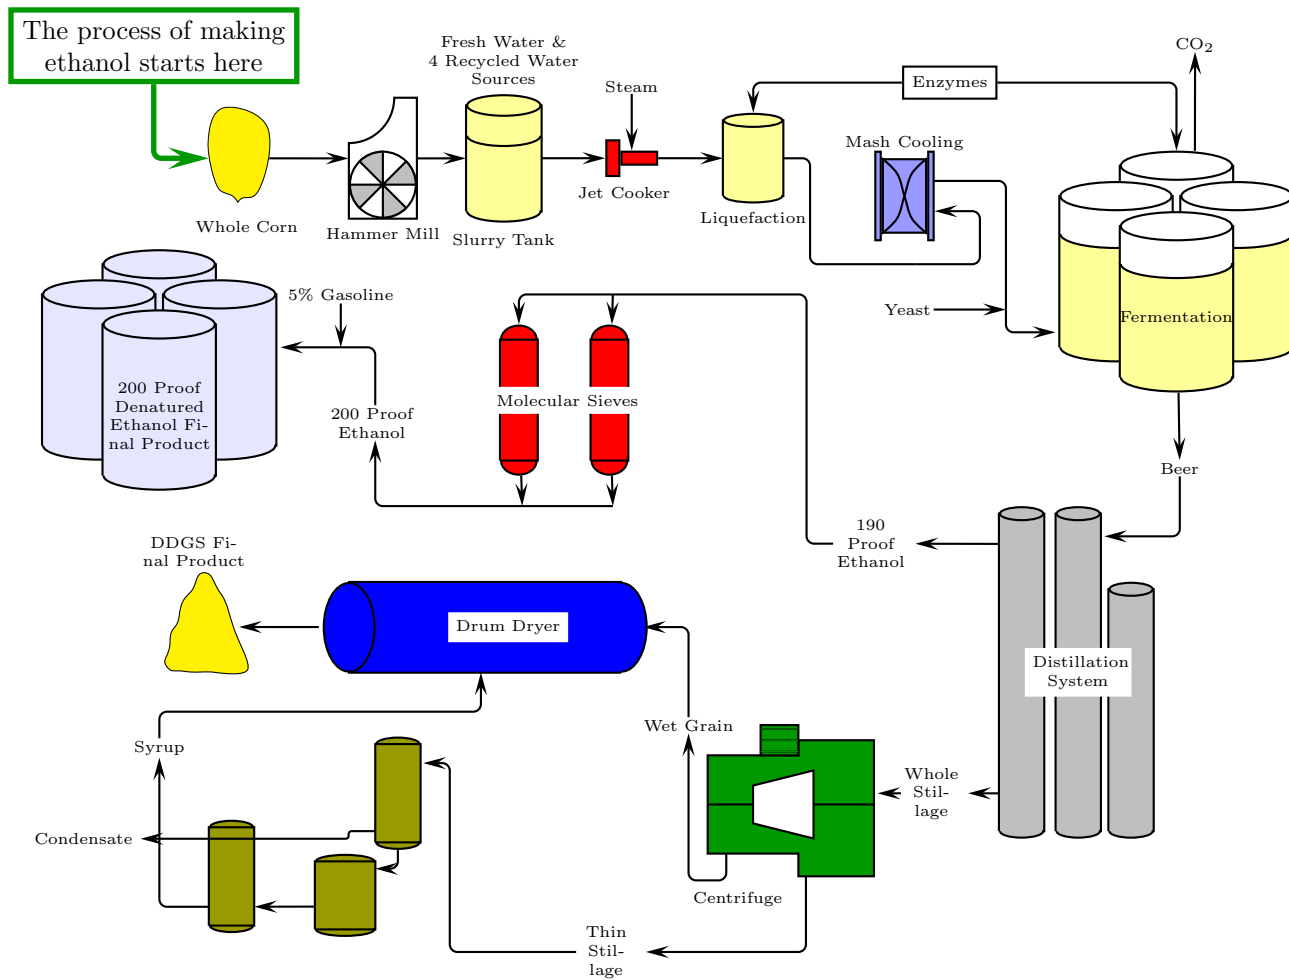 The process of making
ethanol starts here
Fresh Water &
4 Recycled Water
Sources
Steam
Enzymes
CO2
Mash Cooling
Jet Cooker
Liquefaction
Whole Corn
Hammer Mill
Slurry Tank
5% Gasoline
Yeast
Fermentation
200 Proof
Denatured
Ethanol Fi-
nal Product
200 Proof
Ethanol
Molecular Sieves
Beer
190
Proof
Ethanol
DDGS Fi-
nal Product
Drum Dryer
Distillation
System
Wet Grain
Syrup
Whole
Stil-
lage
Condensate
Centrifuge
Thin
Stil-
lage